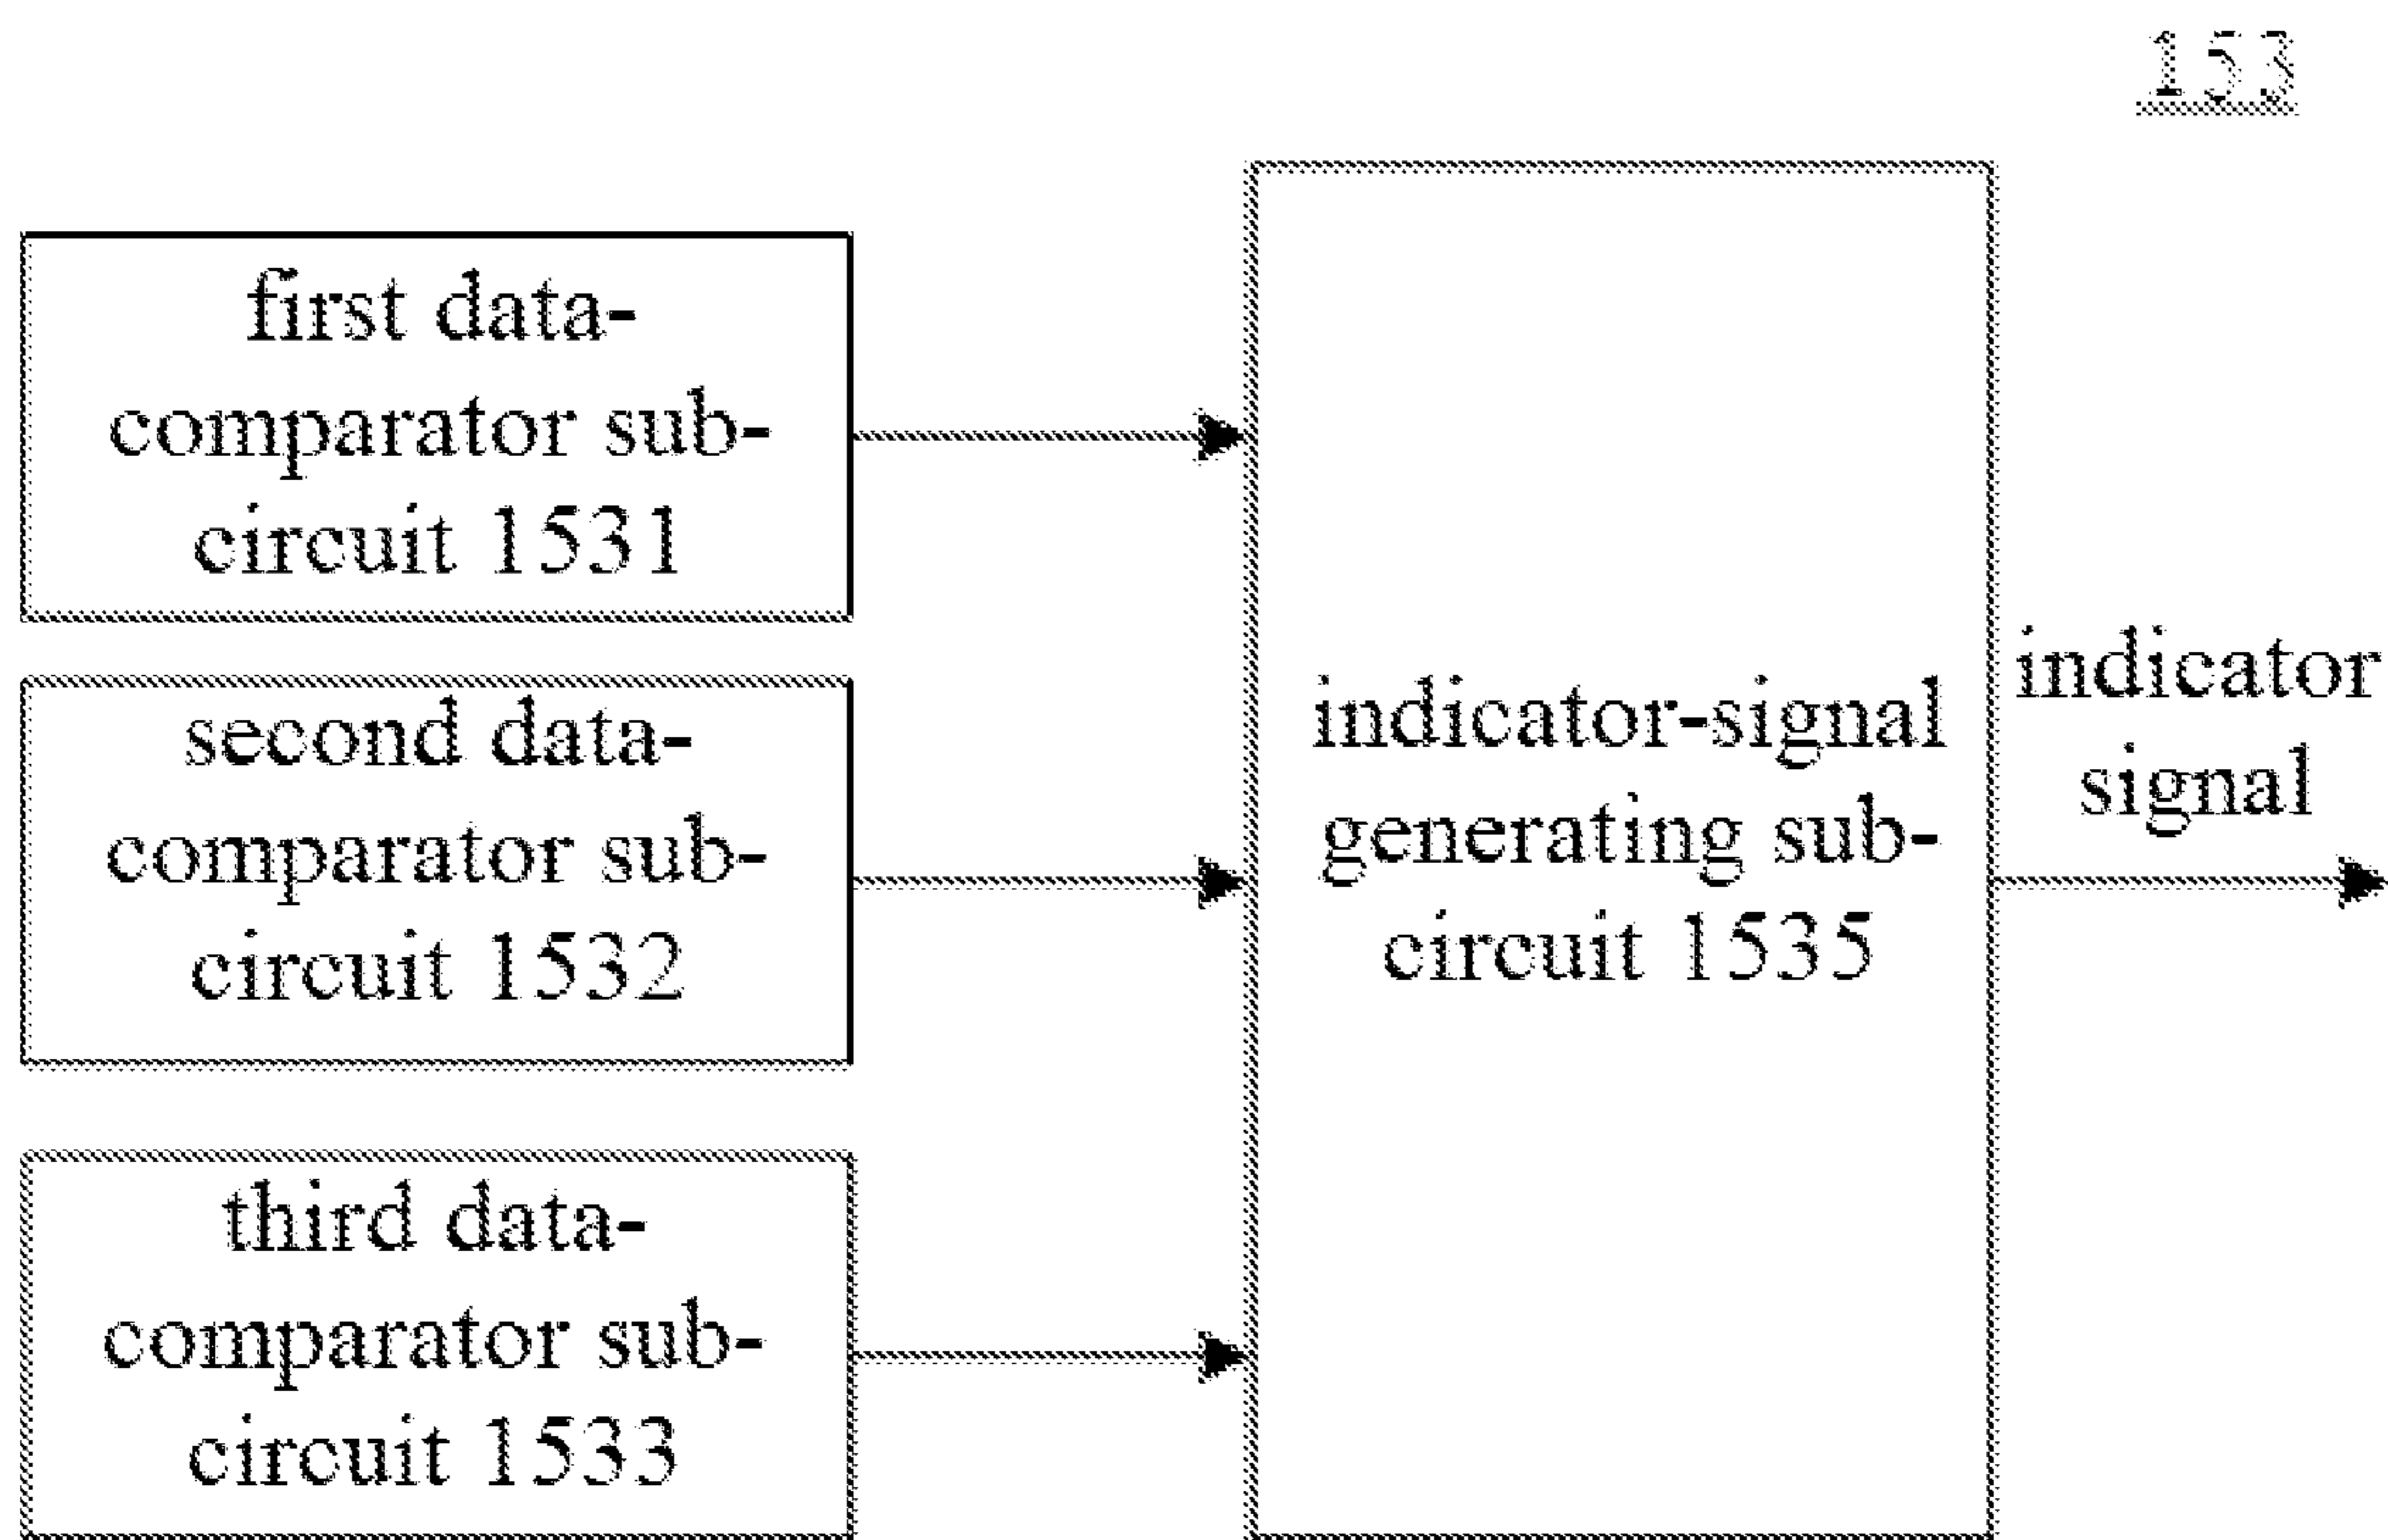 153
first data-
comparator sub-
circuit 1531
second data-
comparator sub-
circuit 1532
third data-
comparator sub-
circuit 1533
indicator-signal
generating sub-
circuit 1535
indicator
signal